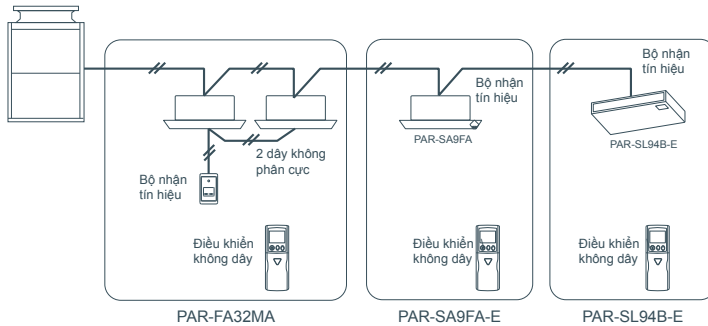 Bộ nhận
tín hiệu
2 dây không
phân cực
Điều khiển
không dây
PAR-FA32MA
Bộ nhận
tín hiệu
PAR-SA9FA
Điều khiển
không dây
PAR-SA9FA-E
Bộ nhận
tín hiệu
PAR-SL94B-E
Điều khiển
không dây
PAR-SL94B-E